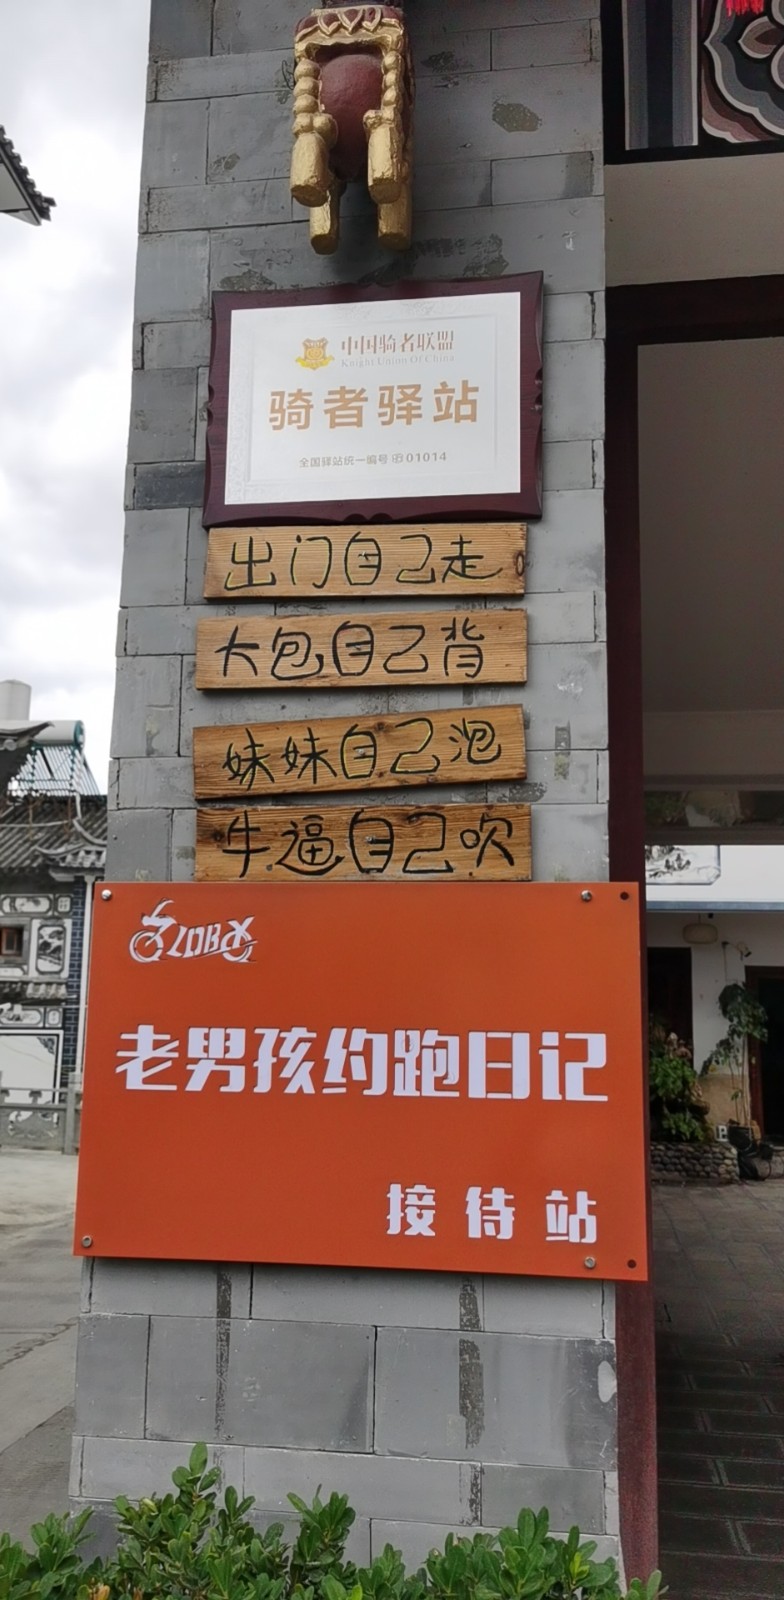 中国骑者联盟
Knight Union Of China
骑者驿站
全国驿站统一编号 01014
出门自己走
大包自己背
妹妹自己泡
牛逼自己吹
老男孩约跑日记
接待站